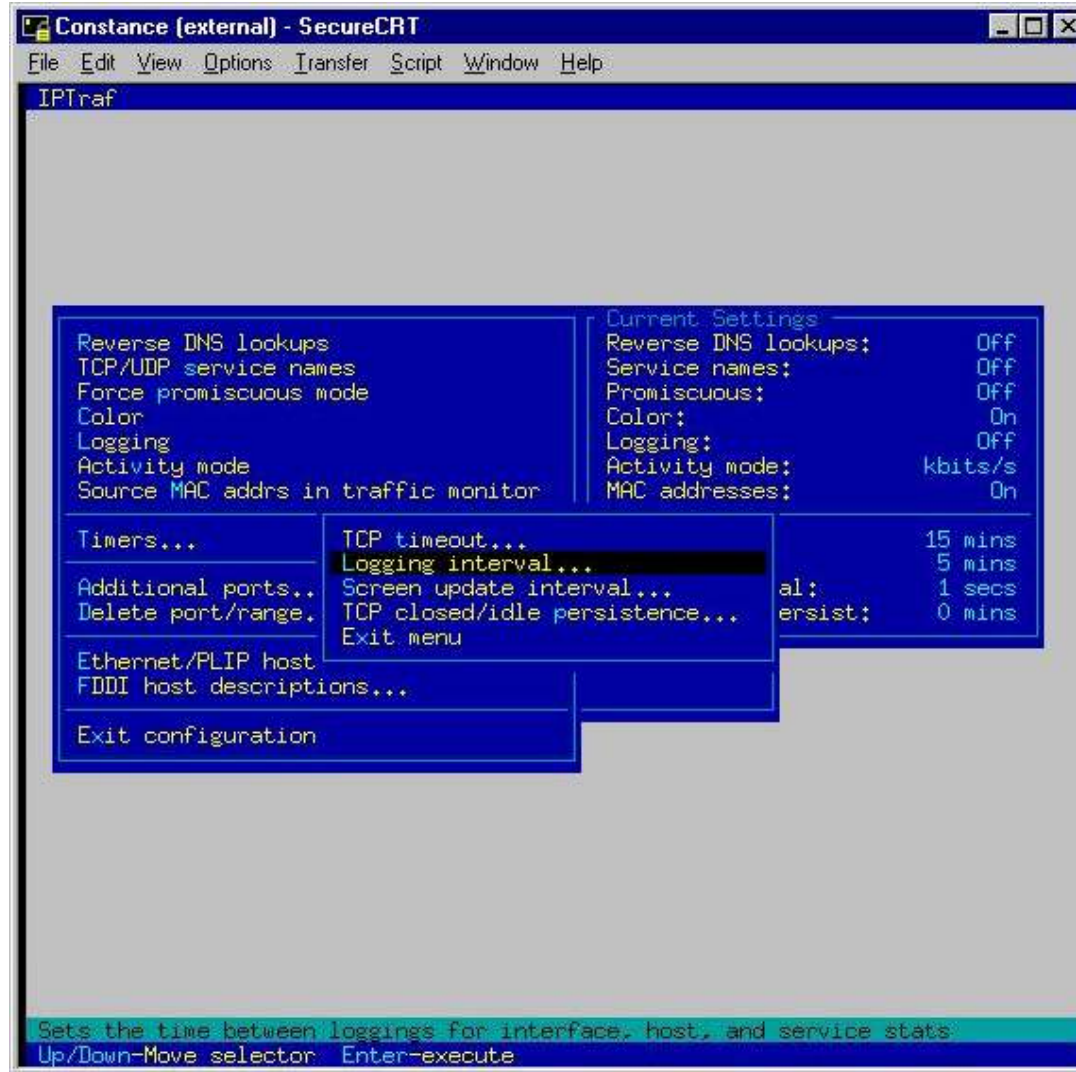 Constance (external) - SecureCRT
File Edit View Options Transfer Script Window Help
IPTraf
Reverse DNS lookups
TCP/UDP service names
Force promiscuous mode
Color
Logging
Activity mode
Source MAC addrs in traffic monitor
Timers...
Additional ports..
Delete port/range.
Ethernet/PLIP host
FDDI host descriptions...
Exit configuration
Current Settings
Reverse DNS lookups: Off
Service names: Off
Promiscuous: Off
Color: On
Logging: Off
Activity mode: kbits/s
MAC addresses: On
15 mins
5 mins
al: 1 secs
ersist: 0 mins
TCP timeout...
Logging interval...
Screen update interval...
TCP closed/idle persistence...
Exit menu
Sets the time between loggings for interface, host, and service stats
Up/Down-Move selector Enter-execute